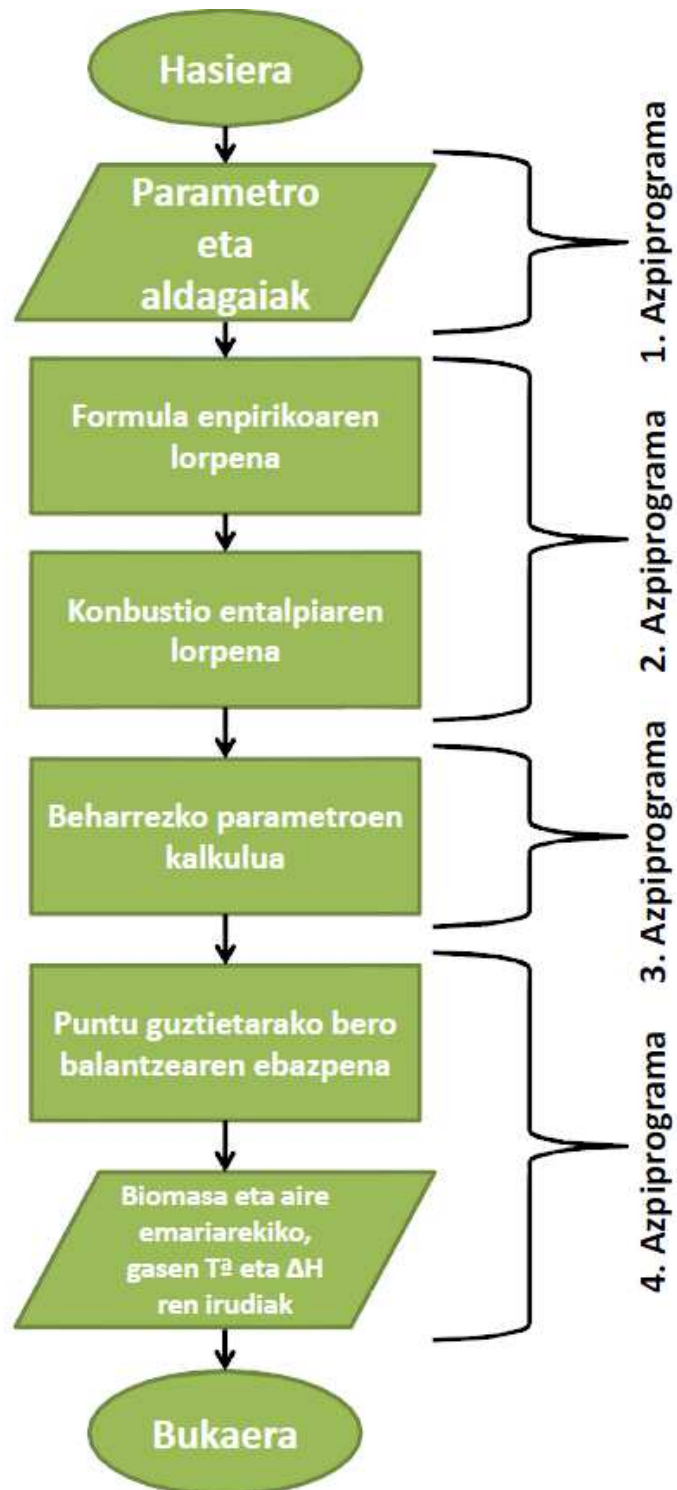 Hasiera
Parametro
eta
aldagaiak
1. Azpiprograma
Formula enpirikoaren
lorpena
Konbustio entalpiaren
lorpena
2. Azpiprograma
Beharrezko parametroen
kalkulua
3. Azpiprograma
Puntu guztietarako bero
balantzearen ebazpena
Biomasa eta aire
emariarekiko,
gasen Tª eta ΔH
ren irudiak
4. Azpiprograma
Bukaera